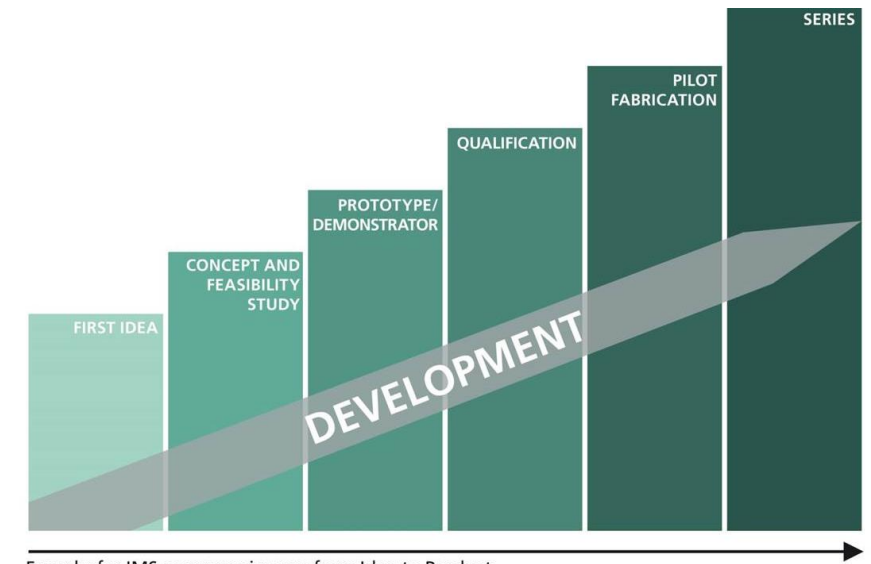 SERIES
PILOT
FABRICATION
QUALIFICATION
PROTOTYPE/
DEMONSTRATOR
CONCEPT AND
FEASIBILITY
STUDY
FIRST IDEA
DEVELOPMENT